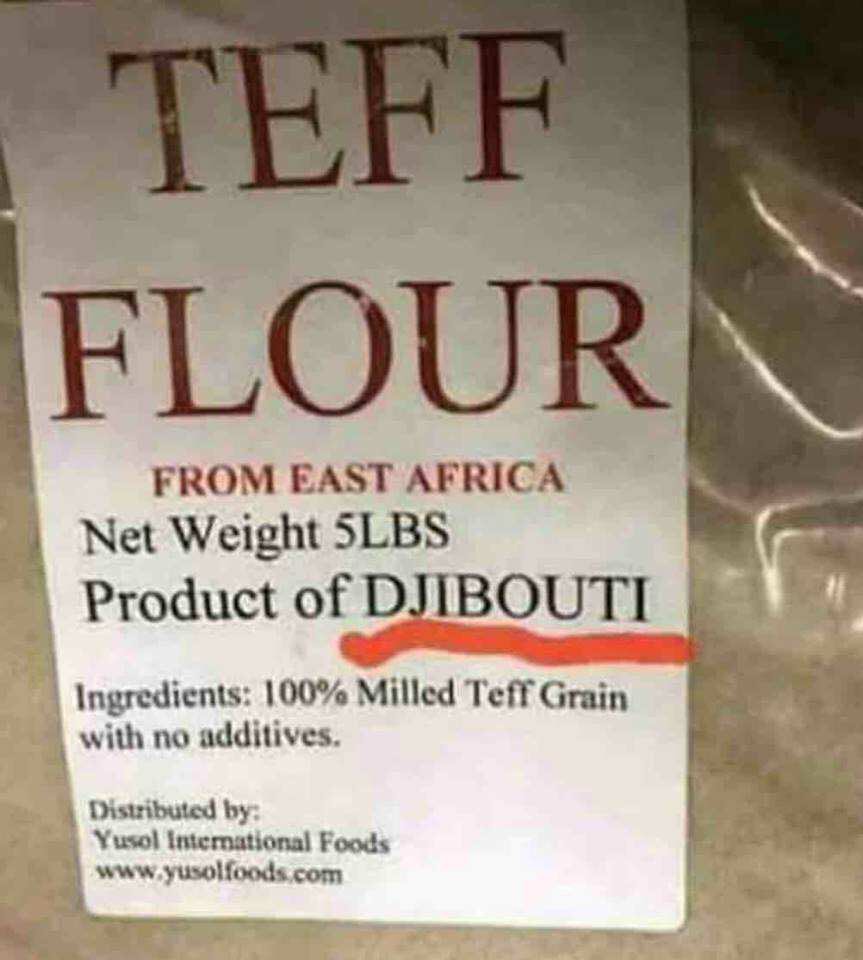 TEFF
FLOUR
FROM EAST AFRICA
Net Weight 5LBS
Product of DJIBOUTI
Ingredients: 100% Milled Teff Grain
with no additives.
Distributed by:
Yusol International Foods
www.yusolfoods.com